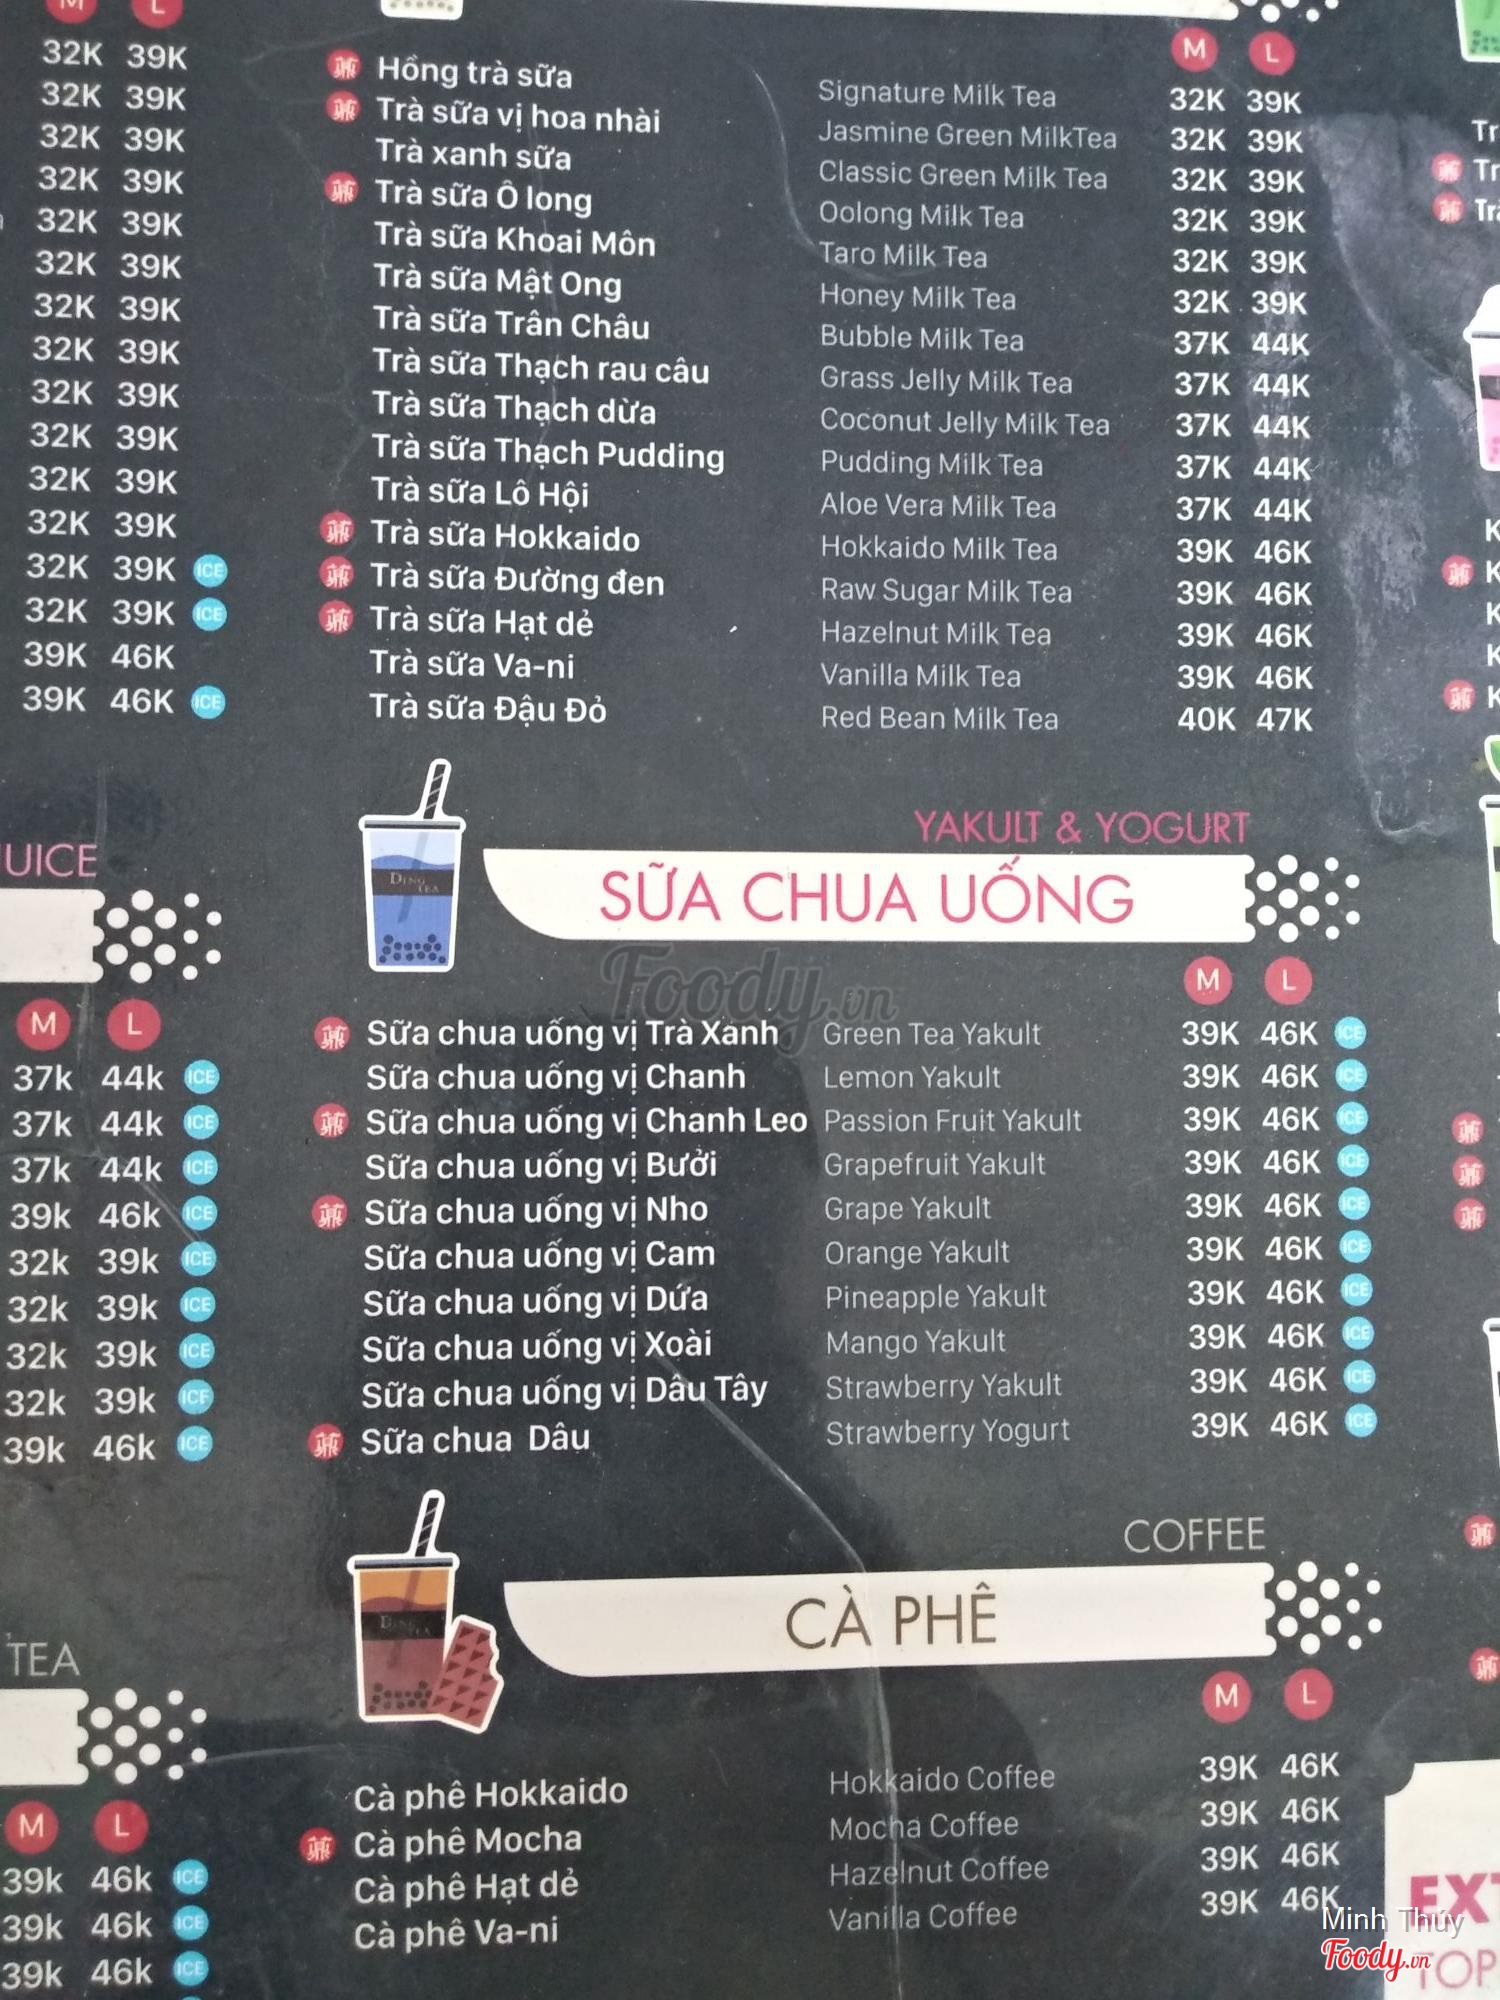 M L
32K 39K
32K 39K
32K 39K
32K 39K
32K 39K
32K 39K
32K 39K
32K 39K
32K 39K
32K 39K
32K 39K
32K 39K
32K 39K ICE
32K 39K ICE
39K 46K
39K 46K ICE
M L
Hồng trà sữa Signature Milk Tea 32K 39K
Trà sữa vị hoa nhài Jasmine Green MilkTea 32K 39K
Trà xanh sữa Classic Green Milk Tea 32K 39K
Trà sữa Ô long Oolong Milk Tea 32K 39K
Trà sữa Khoai Môn Taro Milk Tea 32K 39K
Trà sữa Mật Ong Honey Milk Tea 32K 39K
Trà sữa Trân Châu Bubble Milk Tea 37K 44K
Trà sữa Thạch rau câu Grass Jelly Milk Tea 37K 44K
Trà sữa Thạch dừa Coconut Jelly Milk Tea 37K 44K
Trà sữa Thạch Pudding Pudding Milk Tea 37K 44K
Trà sữa Lô Hội Aloe Vera Milk Tea 37K 44K
Trà sữa Hokkaido Hokkaido Milk Tea 39K 46K
Trà sữa Đường đen Raw Sugar Milk Tea 39K 46K
Trà sữa Hạt dẻ Hazelnut Milk Tea 39K 46K
Trà sữa Va-ni Vanilla Milk Tea 39K 46K
Trà sữa Đậu Đỏ Red Bean Milk Tea 40K 47K
UICE
M L
37k 44k ICE
37k 44k ICE
37k 44k ICE
39k 46k ICE
32k 39k ICE
32k 39k ICE
32k 39k ICE
32k 39k ICE
39k 46k ICE
YAKULT & YOGURT
DING TEA
SỮA CHUA UỐNG
Foody.vn
M L
Sữa chua uống vị Trà Xanh Green Tea Yakult 39K 46K ICE
Sữa chua uống vị Chanh Lemon Yakult 39K 46K ICE
Sữa chua uống vị Chanh Leo Passion Fruit Yakult 39K 46K ICE
Sữa chua uống vị Bưởi Grapefruit Yakult 39K 46K ICE
Sữa chua uống vị Nho Grape Yakult 39K 46K ICE
Sữa chua uống vị Cam Orange Yakult 39K 46K ICE
Sữa chua uống vị Dứa Pineapple Yakult 39K 46K ICE
Sữa chua uống vị Xoài Mango Yakult 39K 46K ICE
Sữa chua uống vị Dâu Tây Strawberry Yakult 39K 46K ICE
Sữa chua Dâu Strawberry Yogurt 39K 46K ICE
TEA
M L
39k 46k ICE
39k 46k ICE
39k 46k ICE
COFFEE
DING TEA
CÀ PHÊ
M L
Cà phê Hokkaido Hokkaido Coffee 39K 46K
Cà phê Mocha Mocha Coffee 39K 46K
Cà phê Hạt dẻ Hazelnut Coffee 39K 46K
Cà phê Va-ni Vanilla Coffee 39K 46K
EXT
TOP
Minh Thúy
Foody.vn